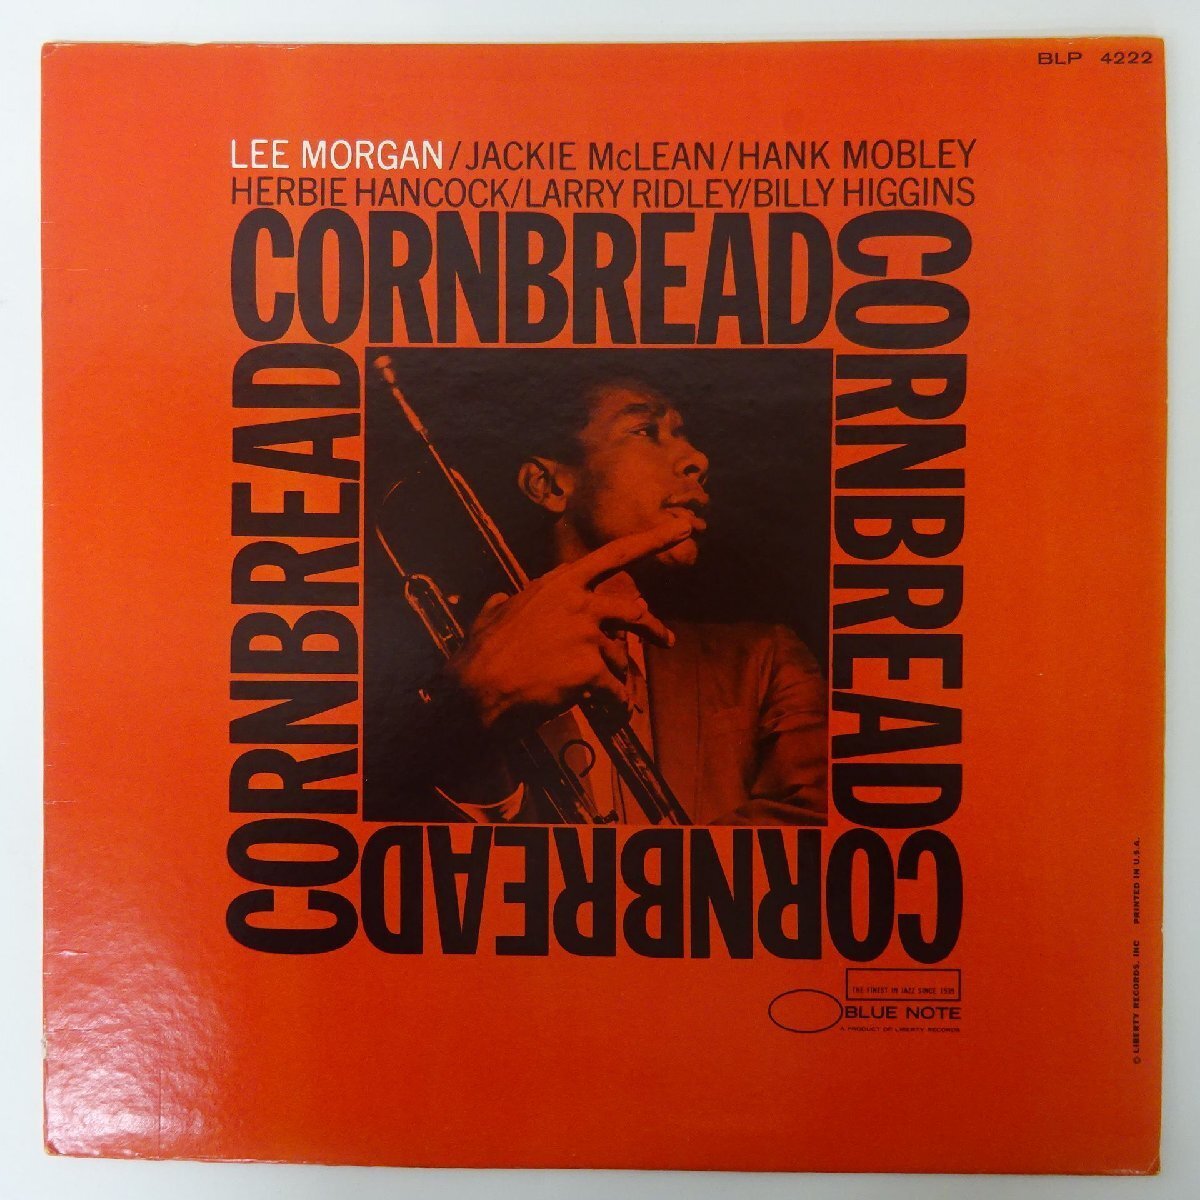 BLP 4222
LEE MORGAN/JACKIE McLEAN/HANK MOBLEY
HERBIE HANCOCK/LARRY RIDLEY/BILLY HIGGINS
CORNBREAD
CORNBREAD
CORNBREAD
CORNBREAD
THE FINEST IN JAZZ SINCE 1939
BLUE NOTE
A PRODUCT OF LIBERTY RECORDS
© LIBERTY RECORDS, INC PRINTED IN U.S.A.